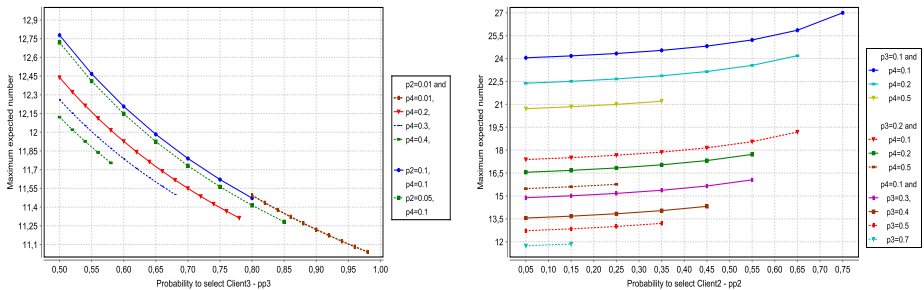 12,9
12,75
12,6
12,45
12,3
12,15
12
11,85
11,7
11,55
11,4
11,25
11,1
Maximum expected number
0,50 0,55 0,60 0,65 0,70 0,75 0,80 0,85 0,90 0,95 1,00
Probability to select Client3 - pp3
p2=0.01 and
p4=0.01,
p4=0.2,
p4=0.3,
p4=0.4,
p2=0.1,
p4=0.1
p2=0.05,
p4=0.1
27
25,5
24
22,5
21
19,5
18
16,5
15
13,5
12
Maximum expected number
0,05 0,10 0,15 0,20 0,25 0,30 0,35 0,40 0,45 0,50 0,55 0,60 0,65 0,70 0,75
Probability to select Client2 - pp2
p3=0.1 and
p4=0.1
p4=0.2
p4=0.5
p3=0.2 and
p4=0.1
p4=0.2
p4=0.5
p4=0.1 and
p3=0.3,
p3=0.4
p3=0.5
p3=0.7